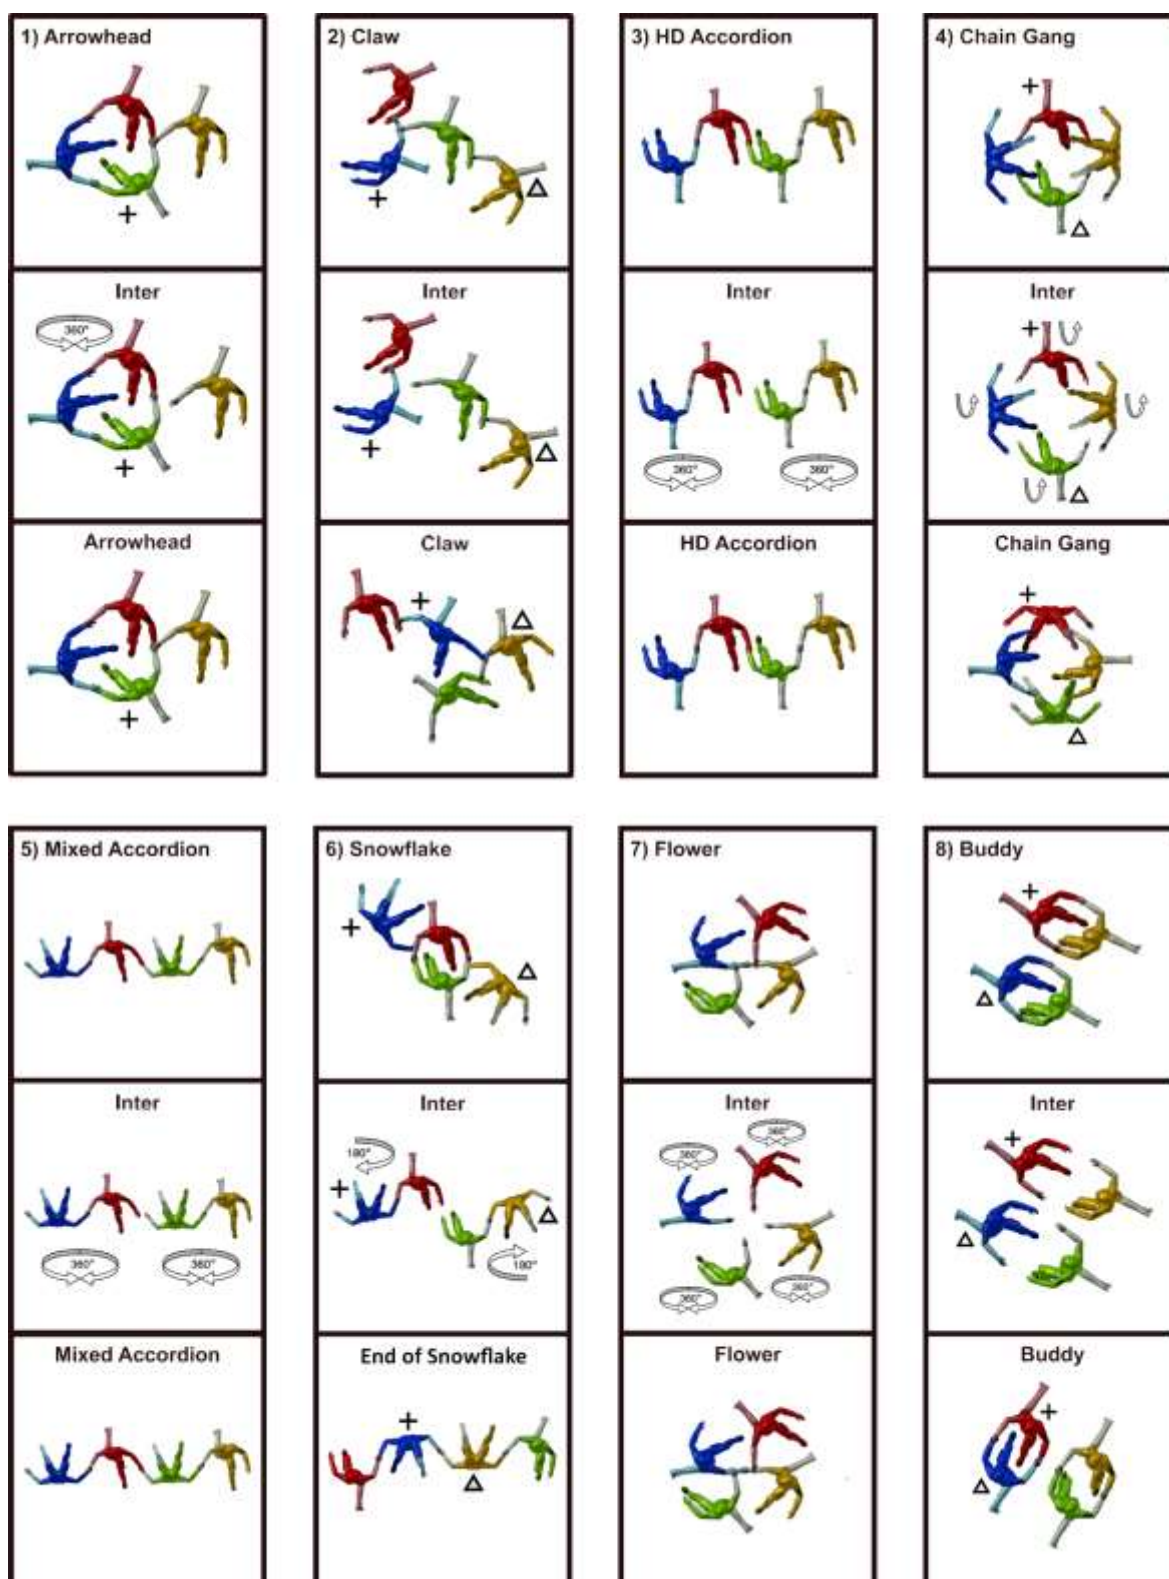 1) Arrowhead
2) Claw
3) HD Accordion
4) Chain Gang
+
+
Δ
+
Δ
Inter
Inter
Inter
Inter
360°
+
+
Δ
360°
360°
+
Δ
Arrowhead
Claw
HD Accordion
Chain Gang
+
+
Δ
+
Δ
5) Mixed Accordion
6) Snowflake
7) Flower
8) Buddy
+
Δ
+
Δ
Inter
Inter
Inter
Inter
360°
360°
180°
+
Δ
180°
360°
360°
360°
360°
+
Δ
Mixed Accordion
End of Snowflake
Flower
Buddy
+
Δ
+
Δ